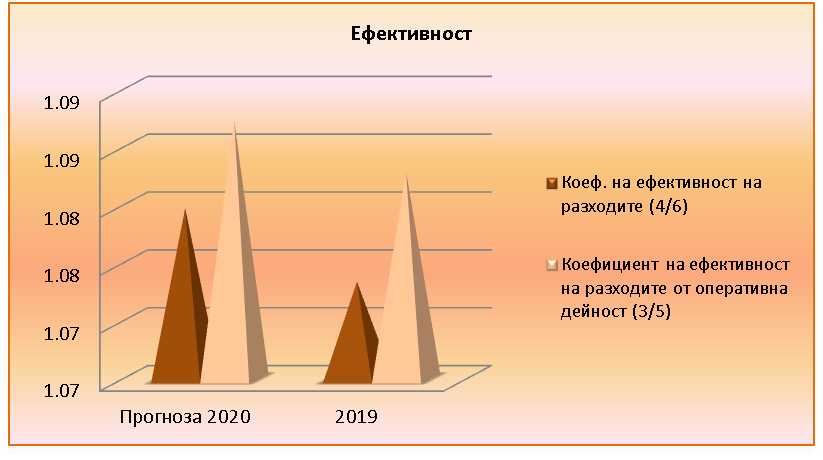 Ефективност
1.09
1.09
1.08
1.08
1.07
1.07
Прогноза 2020
2019
Коеф. на ефективност на
разходите (4/6)
Коефициент на ефективност
на разходите от оперативна
дейност (3/5)